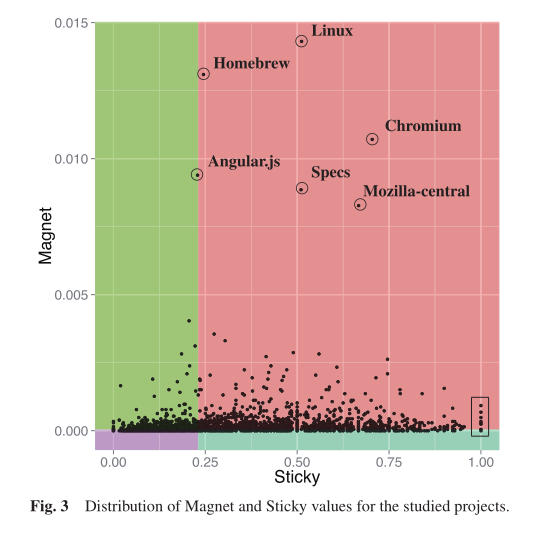 0.015
Linux
Homebrew
Chromium
0.010
Angular.js
Specs
Mozilla-central
Magnet
0.005
0.000
0.00 0.25 0.50 0.75 1.00
Sticky
Fig. 3 Distribution of Magnet and Sticky values for the studied projects.